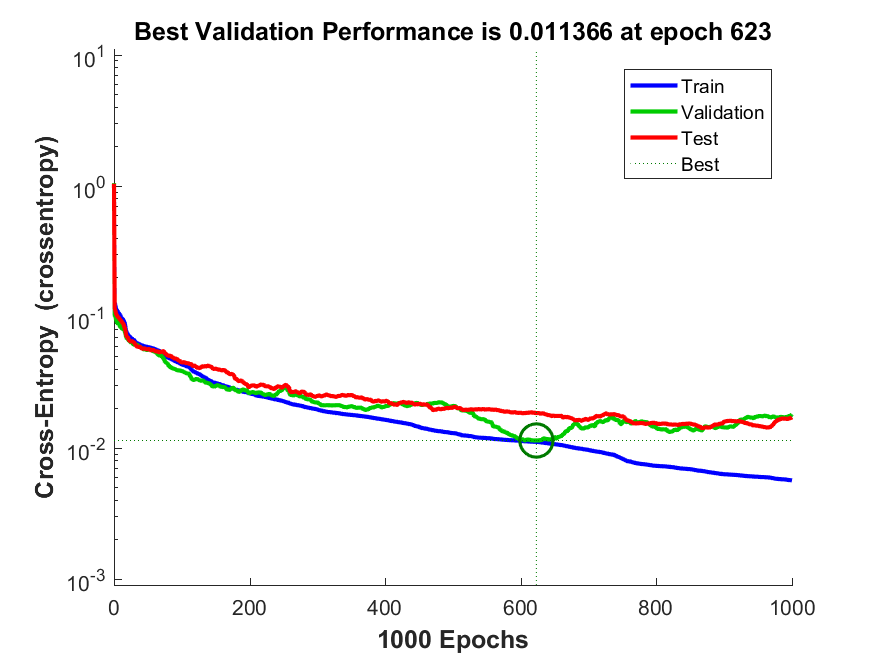 Best Validation Performance is 0.011366 at epoch 623
Cross-Entropy  (crossentropy)
10^1
10^0
10^-1
10^-2
10^-3
Train
Validation
Test
Best
0 200 400 600 800 1000
1000 Epochs